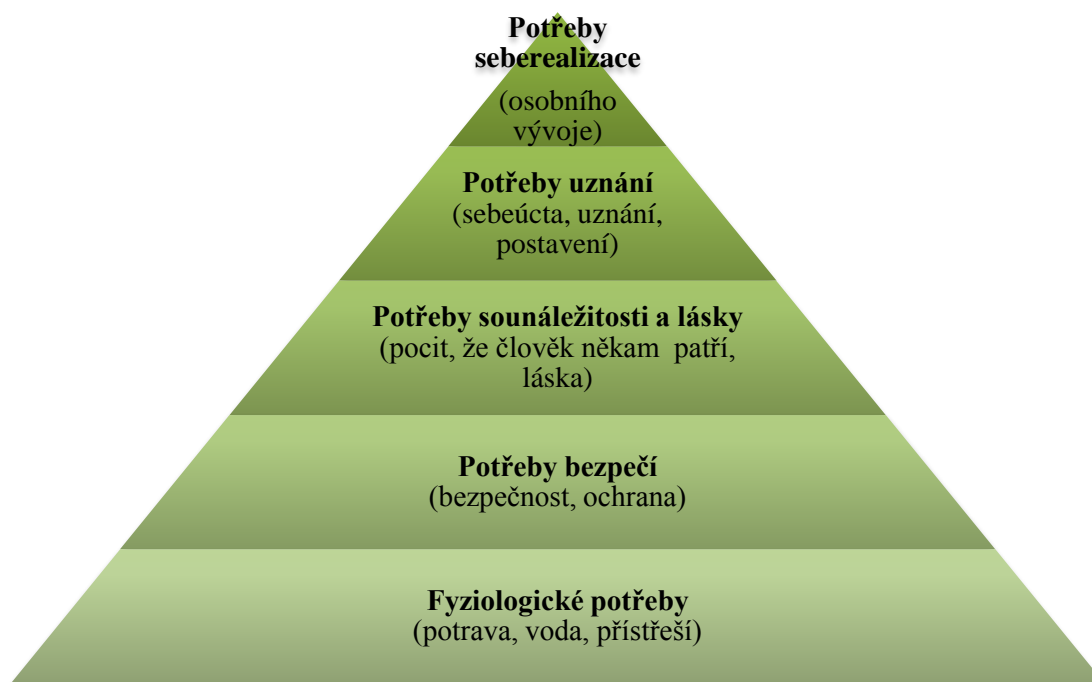 Potřeby
seberealizace
(osobního
vývoje)
Potřeby uznání
(sebeúcta, uznání,
postavení)
Potřeby sounáležitosti a lásky
(pocit, že člověk někam  patří,
láska)
Potřeby bezpečí
(bezpečnost, ochrana)
Fyziologické potřeby
(potrava, voda, přístřeší)